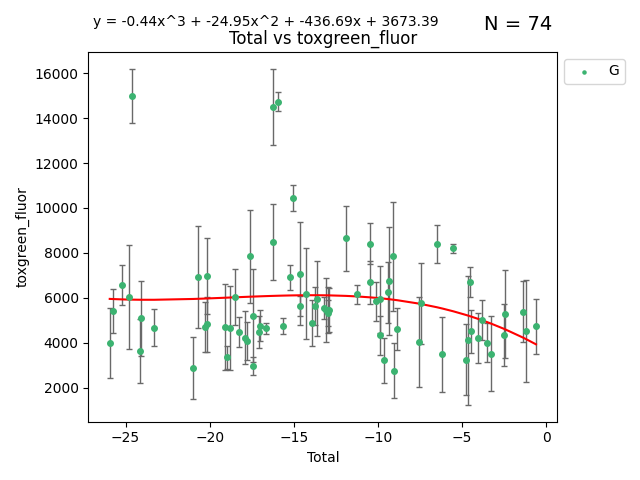 y = -0.44x^3 + -24.95x^2 + -436.69x + 3673.39
N = 74
Total vs toxgreen_fluor
G
toxgreen_fluor
16000
14000
12000
10000
8000
6000
4000
2000
−25
−20
−15
−10
−5
0
Total